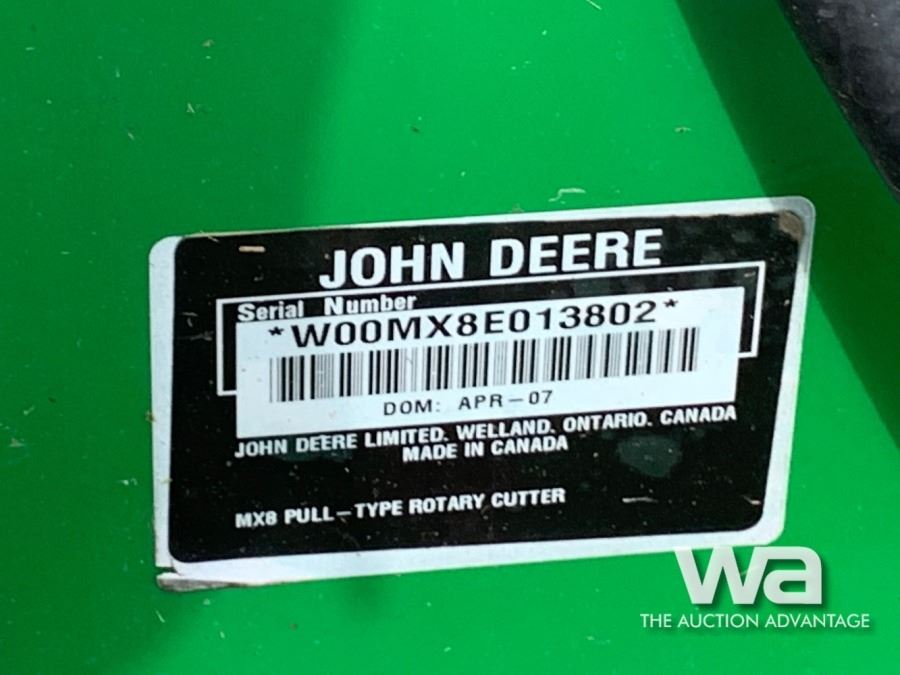 JOHN DEERE
Serial Number
*W00MX8E013802*
DOM: APR-07
JOHN DEERE LIMITED. WELLAND. ONTARIO. CANADA
MADE IN CANADA
MX8 PULL-TYPE ROTARY CUTTER
wa
THE AUCTION ADVANTAGE